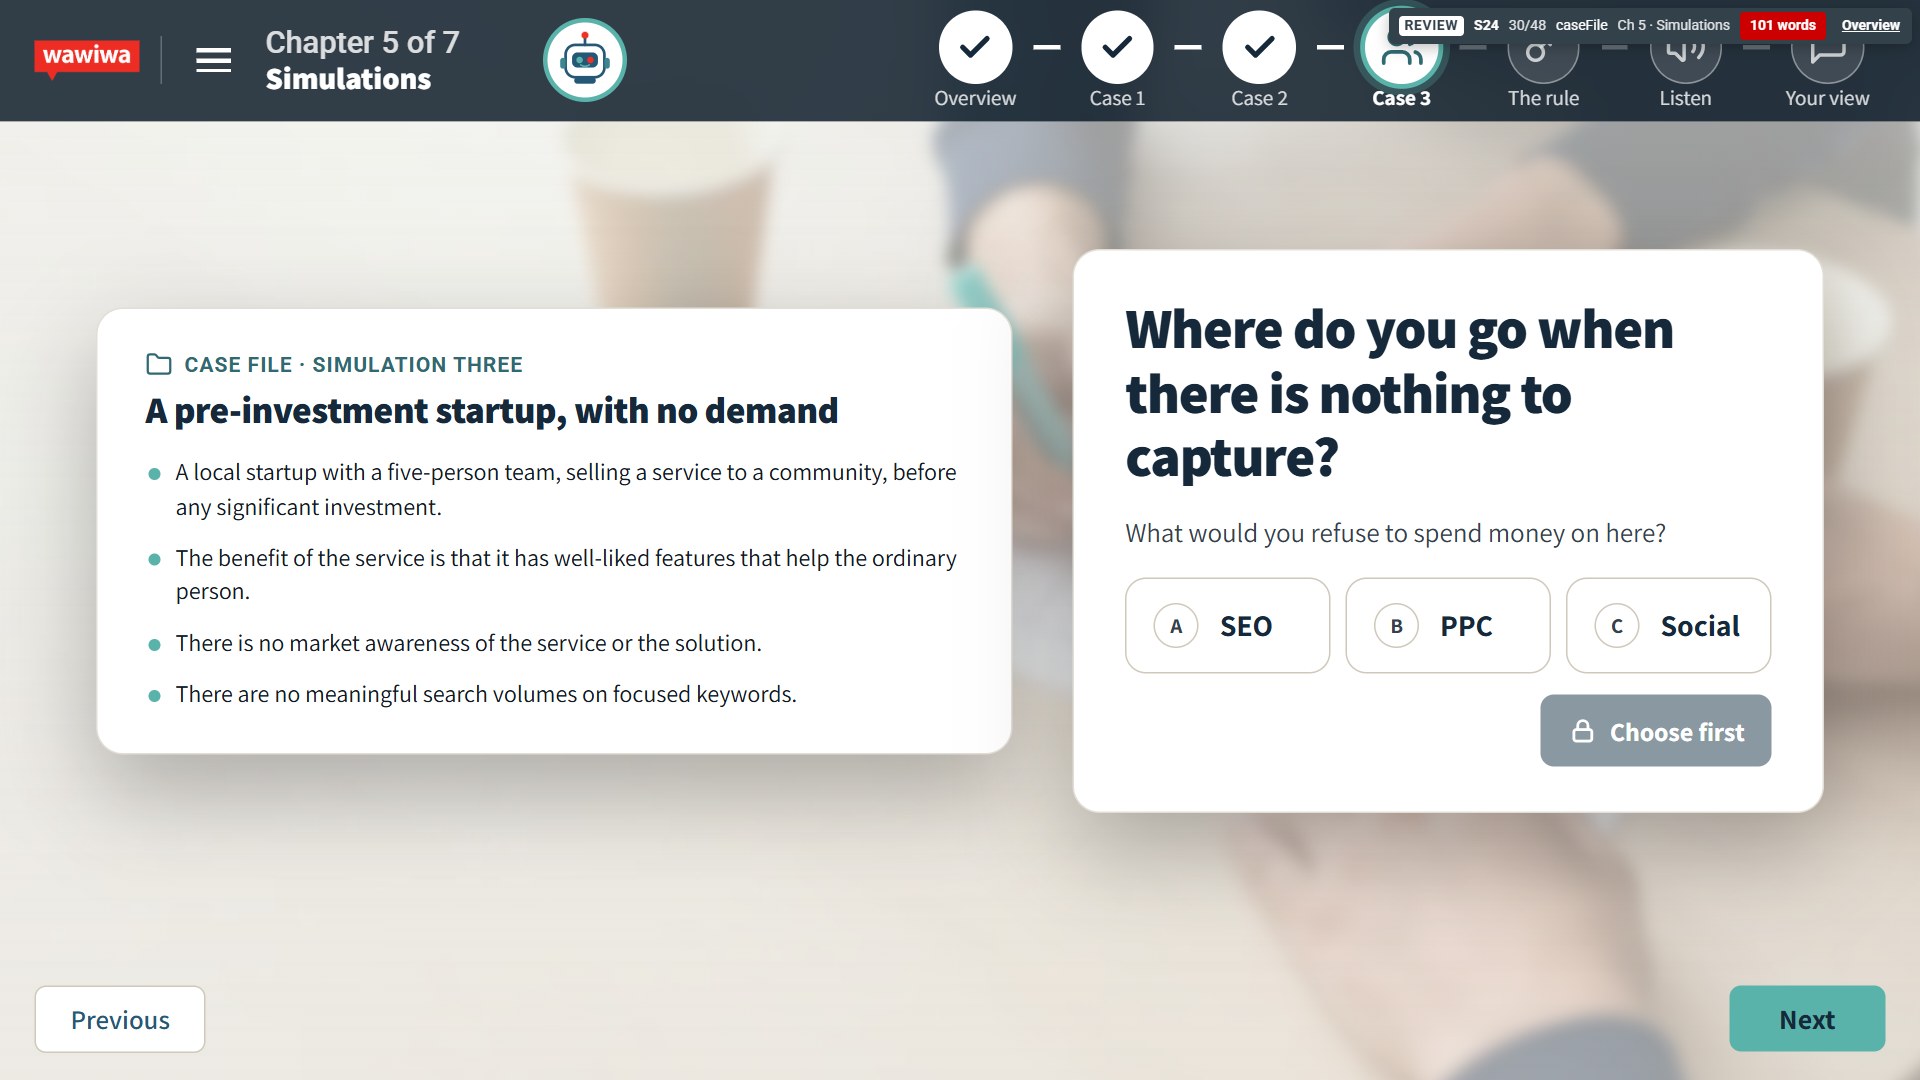 wawiwa
Chapter 5 of 7
Simulations
Overview
Case 1
Case 2
Case 3
The rule
Listen
Your view
REVIEW S24 30/48 caseFile Ch 5 · Simulations 101 words Overview
CASE FILE · SIMULATION THREE
A pre-investment startup, with no demand
A local startup with a five-person team, selling a service to a community, before
any significant investment.
The benefit of the service is that it has well-liked features that help the ordinary
person.
There is no market awareness of the service or the solution.
There are no meaningful search volumes on focused keywords.
Where do you go when
there is nothing to
capture?
What would you refuse to spend money on here?
A SEO
B PPC
C Social
Choose first
Previous
Next